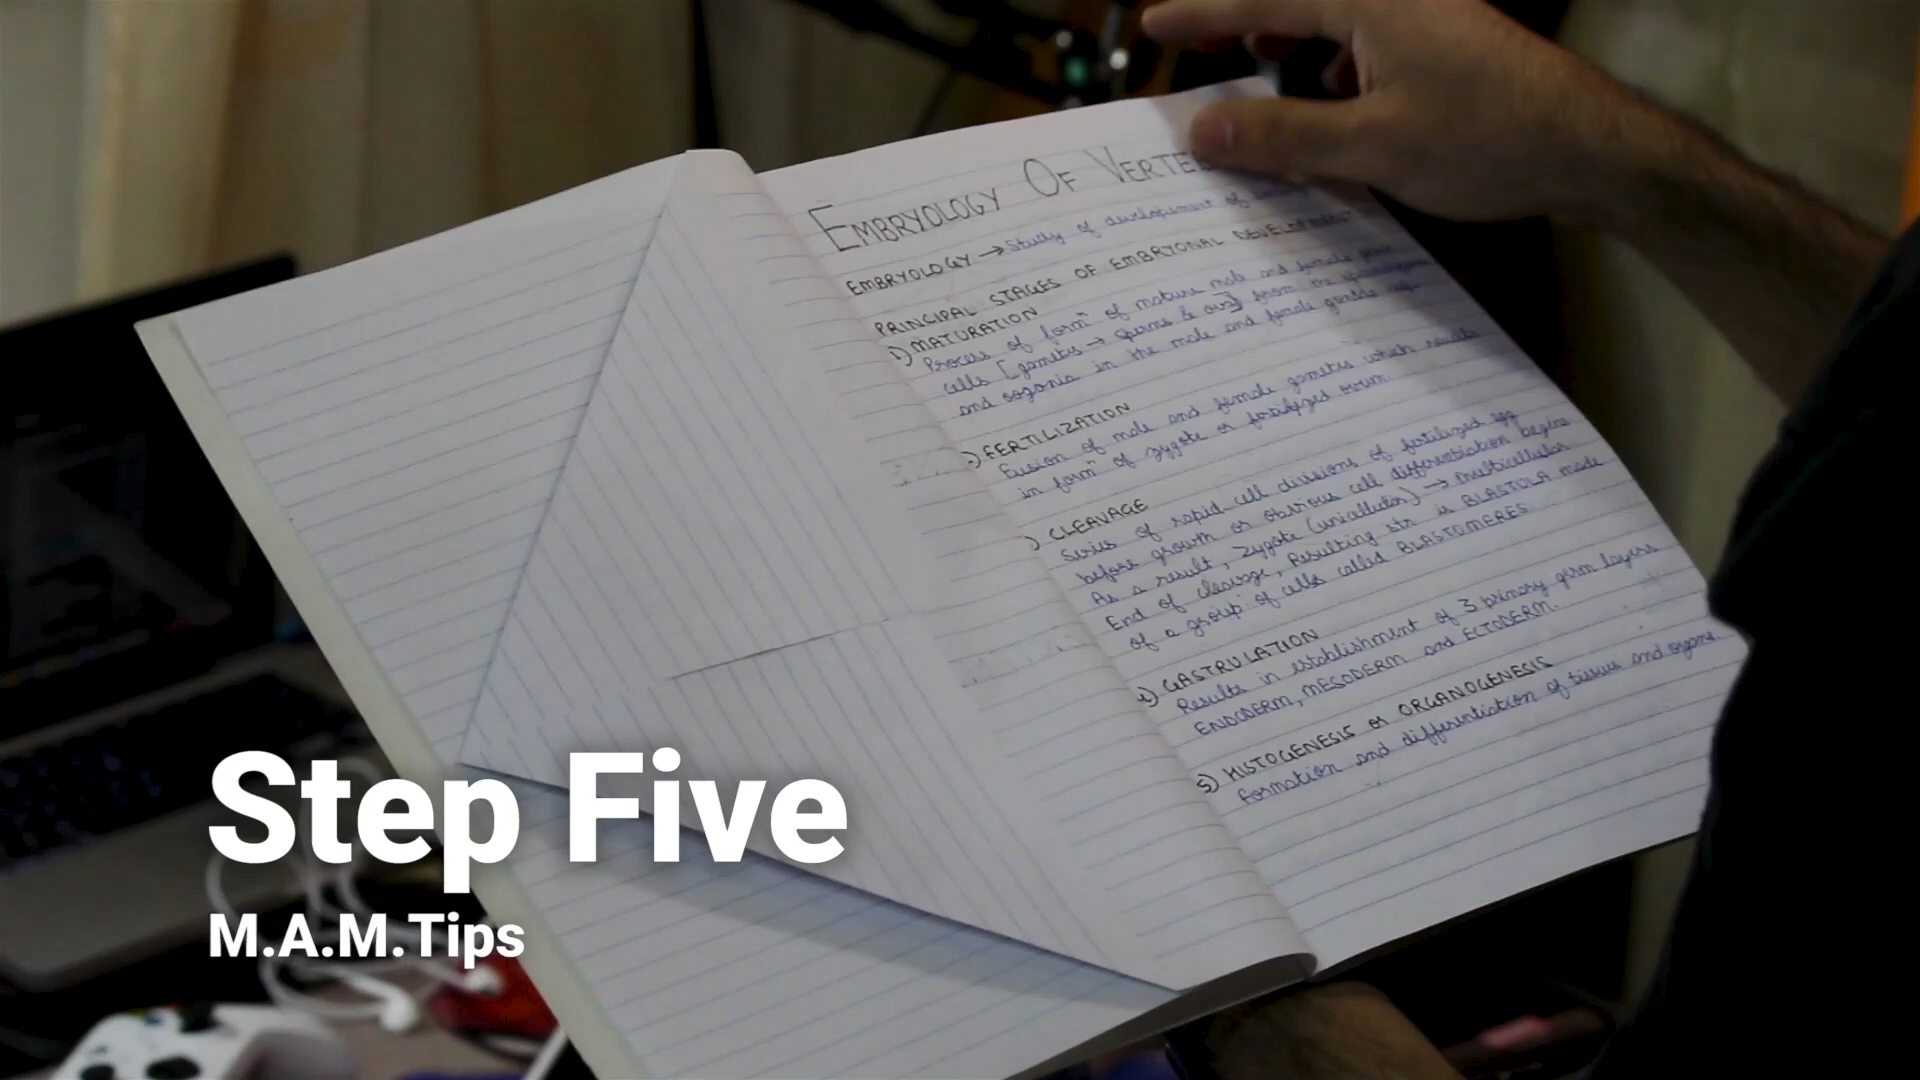 EMBRYOLOGY OF VERTE
EMBRYOLOGY → Study of developement of
PRINCIPAL STAGES OF EMBRYONAL DEVELOPMENT
1) MATURATION
Process of formⁿ of mature male and female
cells [gametes → sperms & ova] from the
and oogonia in the male and female gonads
2) FERTILIZATION
Fusion of male and female gametes which results
in formⁿ of zygote or fertilized ovum.
) CLEAVAGE
Series of rapid cell divisions of fertilized egg
before growth or obvious cell differentiation begins
As a result, zygote (unicellular) → multicellular
End of cleavage, Resulting str is BLASTULA made
of a group of cells called BLASTOMERES
4) GASTRULATION
Results in establishment of 3 primary germ layers
ENDODERM, MESODERM and ECTODERM.
5) HISTOGENESIS or ORGANOGENESIS
Formation and differentiation of tissues and organs.
Step Five
M.A.M.Tips